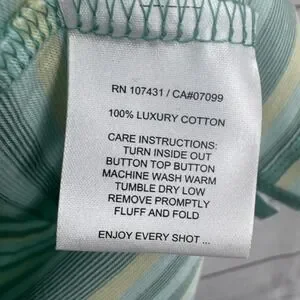 RN 107431 / CA#07099
100% LUXURY COTTON
CARE INSTRUCTIONS:
TURN INSIDE OUT
BUTTON TOP BUTTON
MACHINE WASH WARM
TUMBLE DRY LOW
REMOVE PROMPTLY
FLUFF AND FOLD
ENJOY EVERY SHOT ...